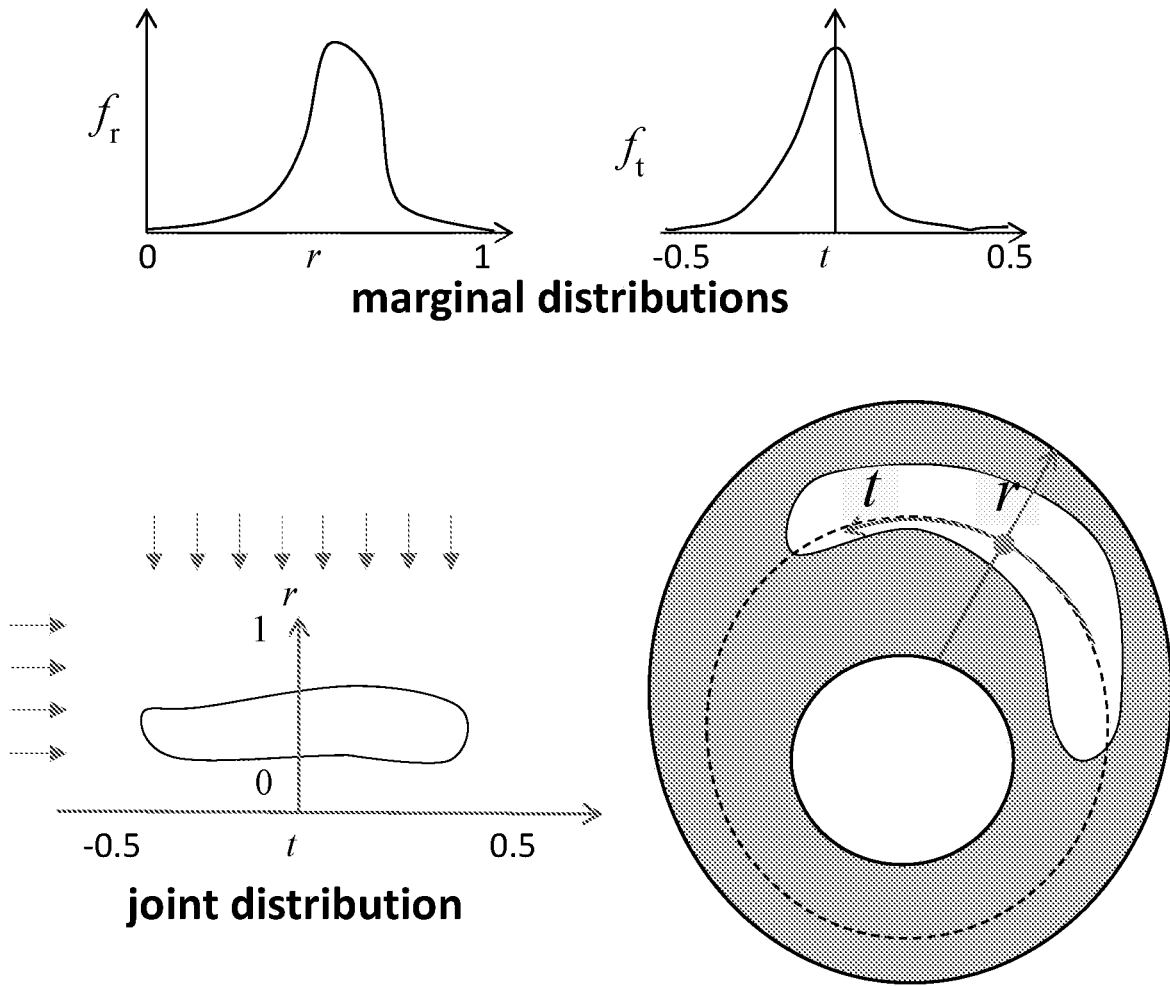 f_r
0 r 1
f_t
-0.5 t 0.5
marginal distributions
t r
r
1
0
-0.5 t 0.5
joint distribution